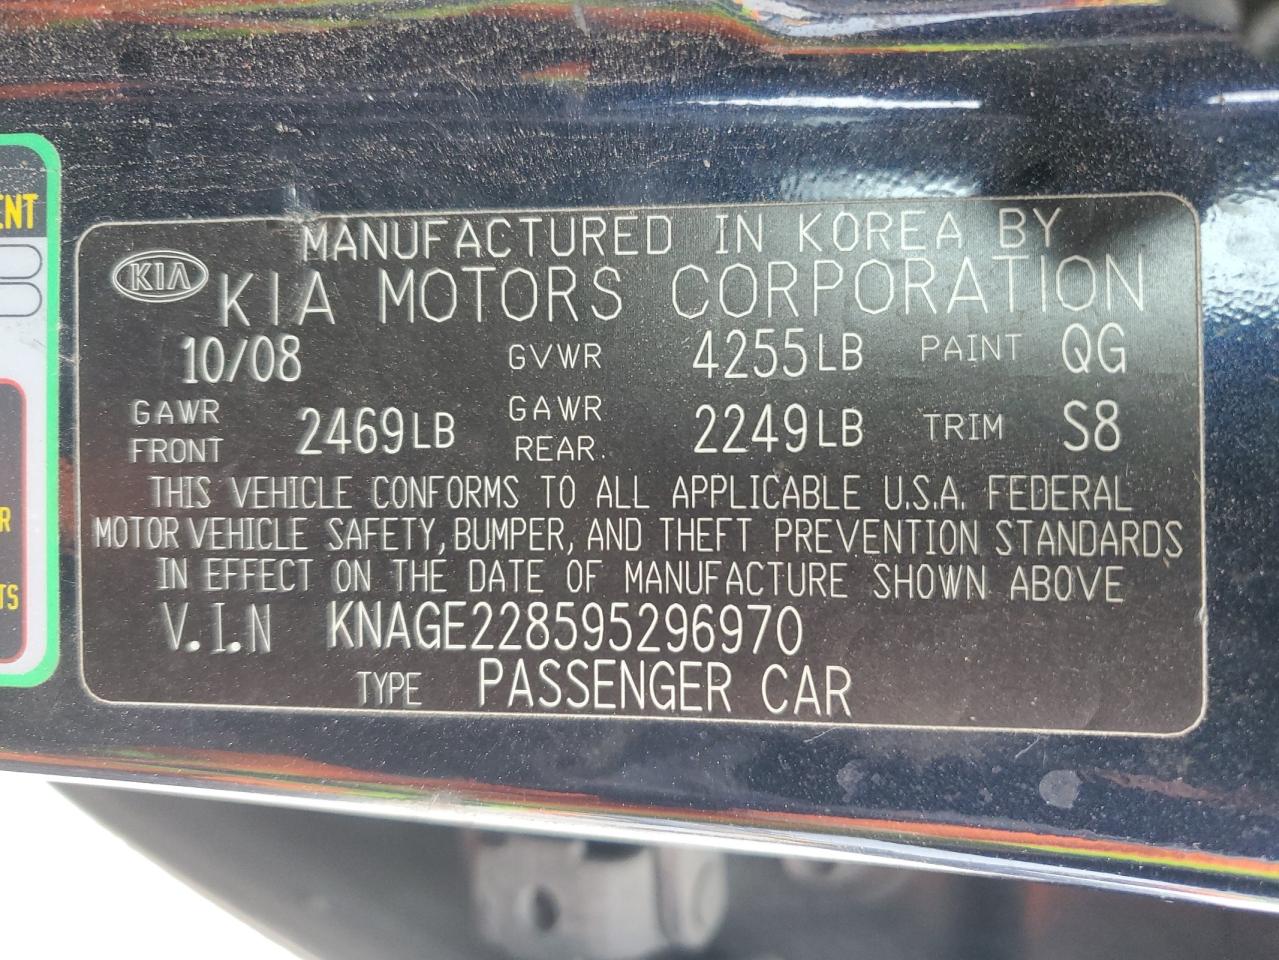 MANUFACTURED IN KOREA BY
KIA KIA MOTORS CORPORATION
10/08 GVWR 4255LB PAINT QG
GAWR FRONT 2469LB GAWR REAR. 2249LB TRIM S8
THIS VEHICLE CONFORMS TO ALL APPLICABLE U.S.A. FEDERAL
MOTOR VEHICLE SAFETY, BUMPER, AND THEFT PREVENTION STANDARDS
IN EFFECT ON THE DATE OF MANUFACTURE SHOWN ABOVE
V.I.N KNAGE228595296970
TYPE PASSENGER CAR
ENT
R
TS